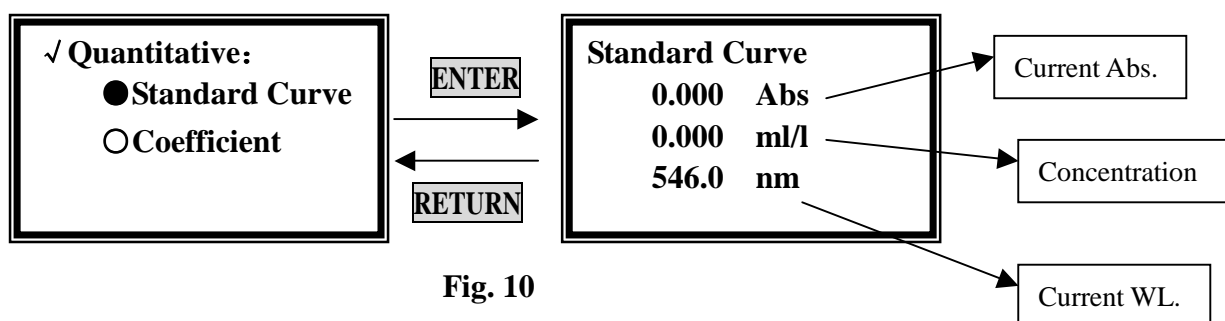 √ Quantitative：
●Standard Curve
○Coefficient
ENTER
RETURN
Standard Curve
0.000 Abs
0.000 ml/l
546.0 nm
Current Abs.
Concentration
Current WL.
Fig. 10